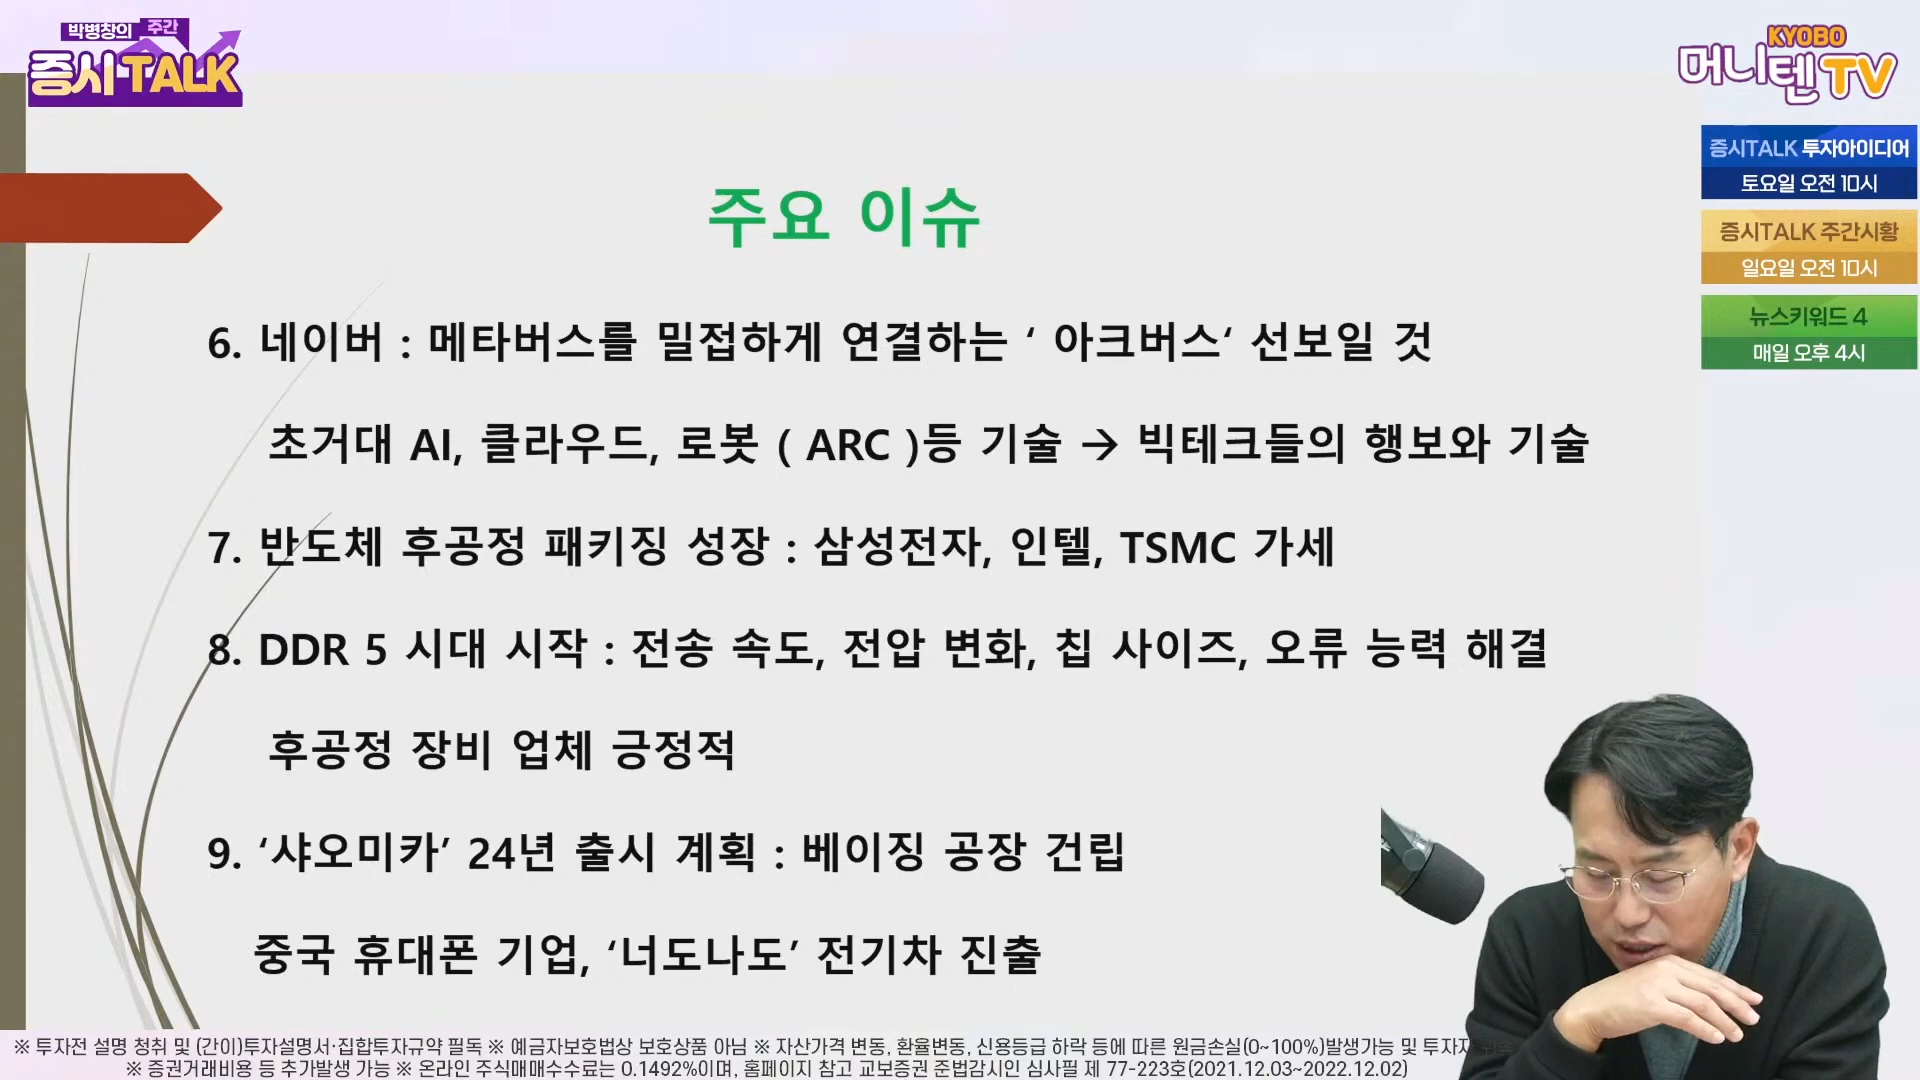 박병창의 주간
증시TALK
KYOBO
머니텐TV
증시TALK 투자아이디어
토요일 오전 10시
증시TALK 주간시황
일요일 오전 10시
뉴스키워드 4
매일 오후 4시
주요 이슈
6. 네이버 : 메타버스를 밀접하게 연결하는 ‘ 아크버스‘ 선보일 것
초거대 AI, 클라우드, 로봇 ( ARC )등 기술 → 빅테크들의 행보와 기술
7. 반도체 후공정 패키징 성장 : 삼성전자, 인텔, TSMC 가세
8. DDR 5 시대 시작 : 전송 속도, 전압 변화, 칩 사이즈, 오류 능력 해결
후공정 장비 업체 긍정적
9. ‘샤오미카’ 24년 출시 계획 : 베이징 공장 건립
중국 휴대폰 기업, ‘너도나도’ 전기차 진출
※ 투자전 설명 청취 및 (간이)투자설명서·집합투자규약 필독 ※ 예금자보호법상 보호상품 아님 ※ 자산가격 변동, 환율변동, 신용등급 하락 등에 따른 원금손실(0~100%)발생가능 및 투자자
※ 증권거래비용 등 추가발생 가능 ※ 온라인 주식매매수수료는 0.1492%이며, 홈페이지 참고 교보증권 준법감시인 심사필 제 77-223호(2021.12.03~2022.12.02)